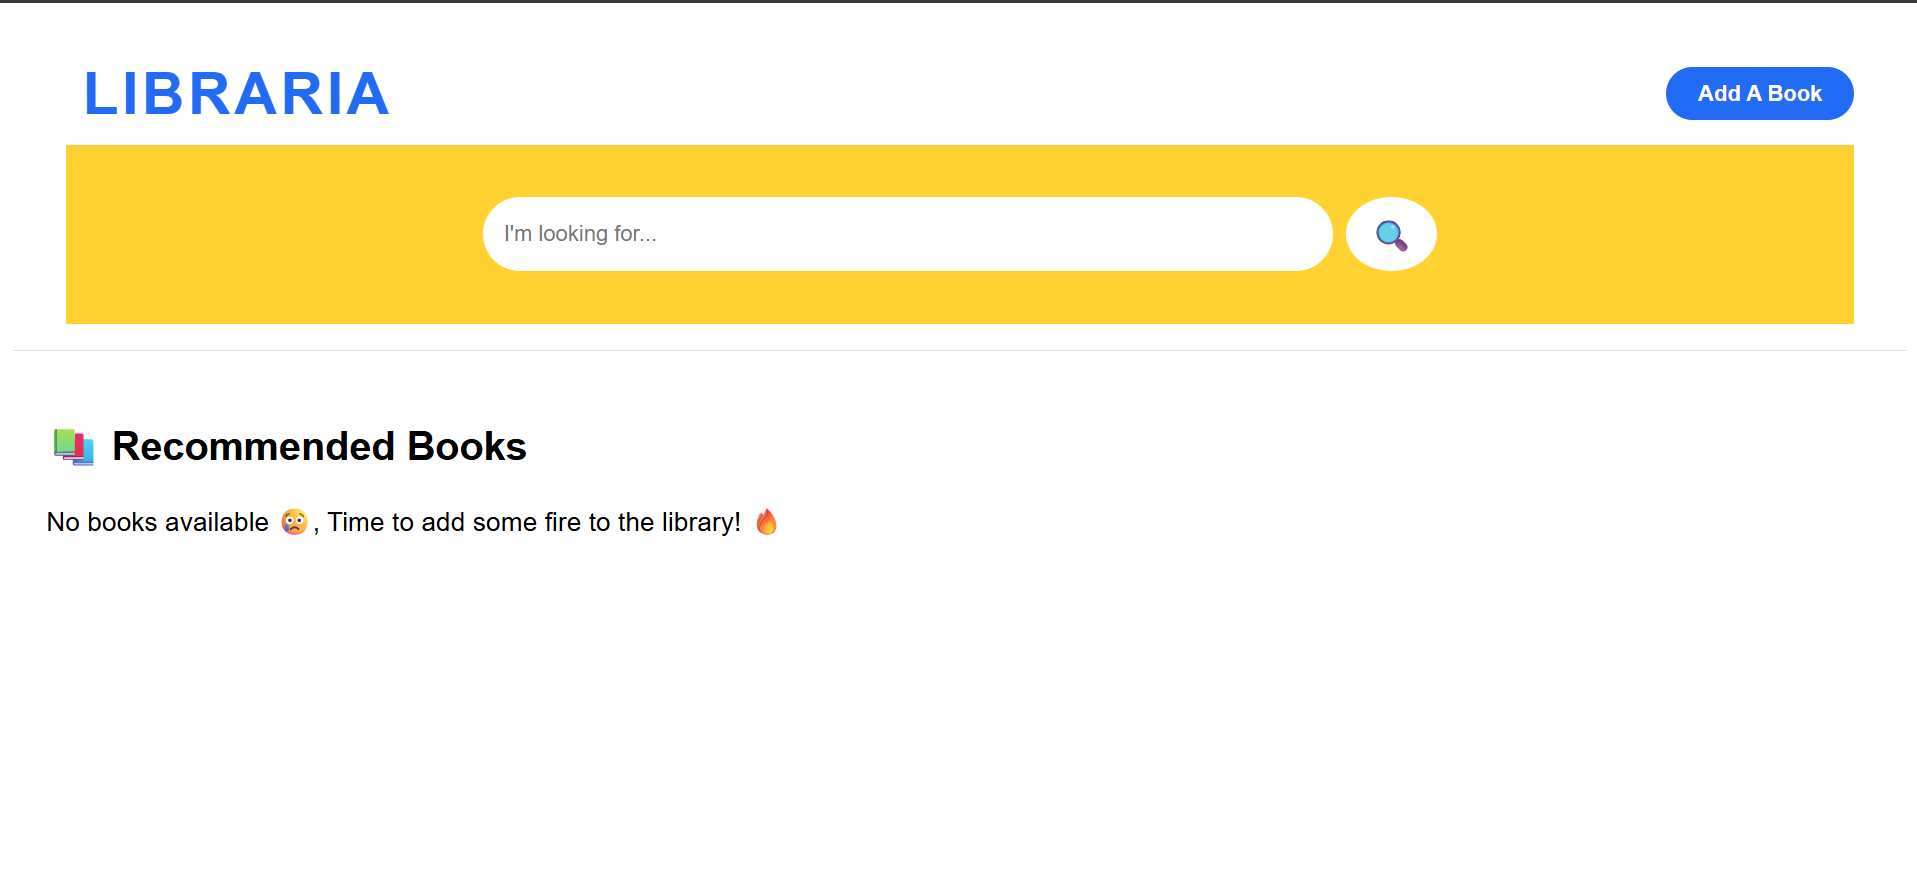 LIBRARIA
Add A Book
I'm looking for...
Recommended Books
No books available 😢, Time to add some fire to the library! 🔥